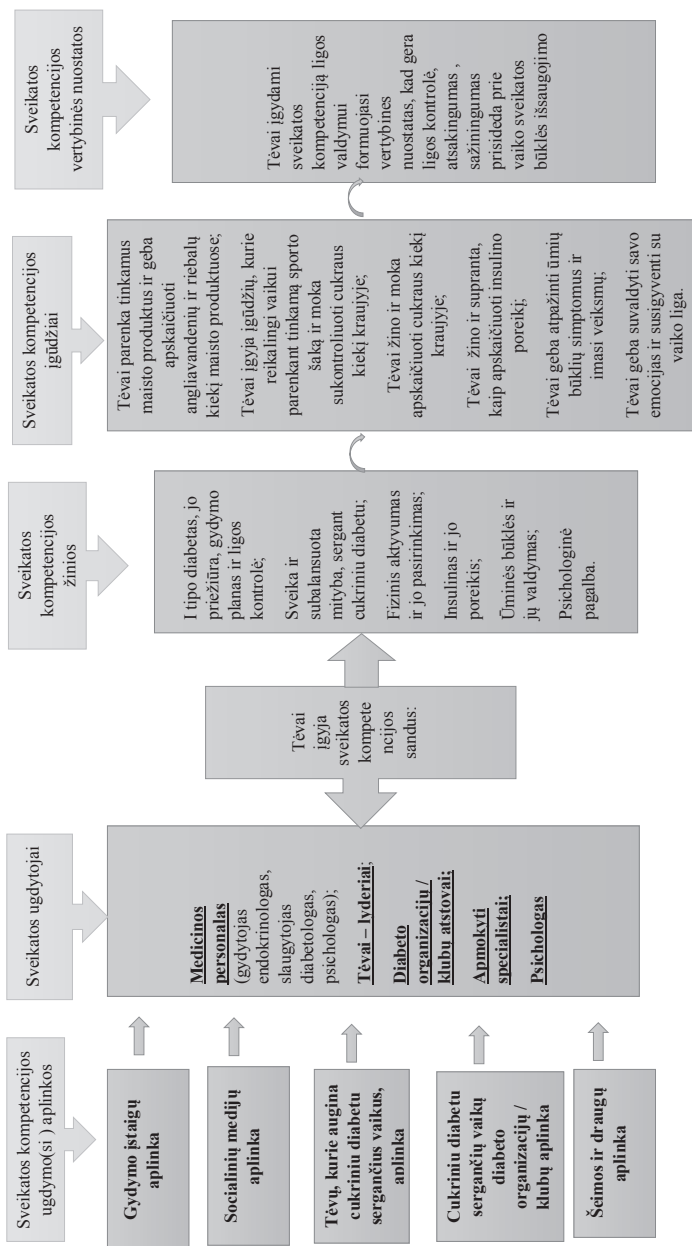 Sveikatos kompetencijos
ugdymo(si ) aplinkos
Gydymo įstaigų
aplinka
Socialinių medijų
aplinka
Tėvų, kurie augina
cukriniu diabetu
sergančius vaikus,
aplinka
Cukriniu diabetu
sergančių vaikų
diabeto
organizacijų /
klubų aplinka
Šeimos ir draugų
aplinka
Sveikatos ugdytojai
Medicinos
personalas
(gydytojas
endokrinologas,
slaugytojas
diabetologas,
psichologas);
Tėvai – lyderiai;
Diabeto
organizacijų /
klubų atstovai;
Apmokyti
specialistai;
Psichologas
Tėvai
įgyja
sveikatos
kompete
ncijos
sandus:
Sveikatos
kompetencijos
žinios
I tipo diabetas, jo
priežiūra, gydymo
planas ir ligos
kontrolė;
Sveika ir
subalansuota
mityba, sergant
cukriniu diabetu;
Fizinis aktyvumas
ir jo pasirinkimas;
Insulinas ir jo
poreikis;
Ūminės būklės ir
jų valdymas;
Psichologinė
pagalba.
Sveikatos kompetencijos
įgūdžiai
Tėvai parenka tinkamus
maisto produktus ir geba
apskaičiuoti
angliavandenių ir riebalų
kiekį maisto produktuose;
Tėvai įgyja įgūdžių, kurie
reikalingi vaikui
parenkant tinkamą sporto
šaką ir moka
sukontroliuoti cukraus
kiekį kraujyje;
Tėvai žino ir moka
apskaičiuoti cukraus kiekį
kraujyje;
Tėvai žino ir supranta,
kaip apskaičiuoti insulino
poreikį;
Tėvai geba atpažinti ūmių
būklių simptomus ir
imasi veiksmų;
Tėvai geba suvaldyti savo
emocijas ir susigyventi su
vaiko liga.
Sveikatos
kompetencijos
vertybinės nuostatos
Tėvai įgydami
sveikatos
kompetenciją ligos
valdymui
formuojasi
vertybines
nuostatas, kad gera
ligos kontrolė,
atsakingumas ,
sąžiningumas
prisideda prie
vaiko sveikatos
būklės išsaugojimo